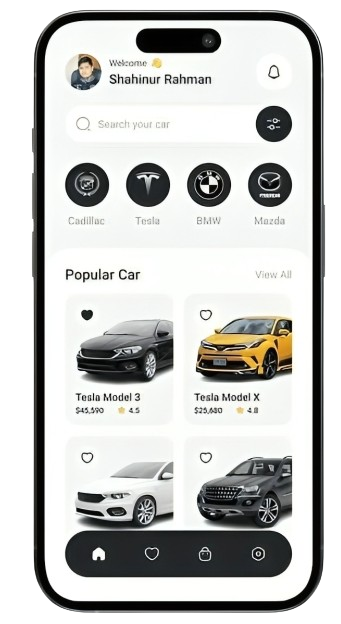 Welcome 👋
Shahinur Rahman
Search your car
Cadillac Tesla BMW Mazda
Popular Car View All
Tesla Model 3 Tesla Model X
$45,590 4.5 $25,680 4.8